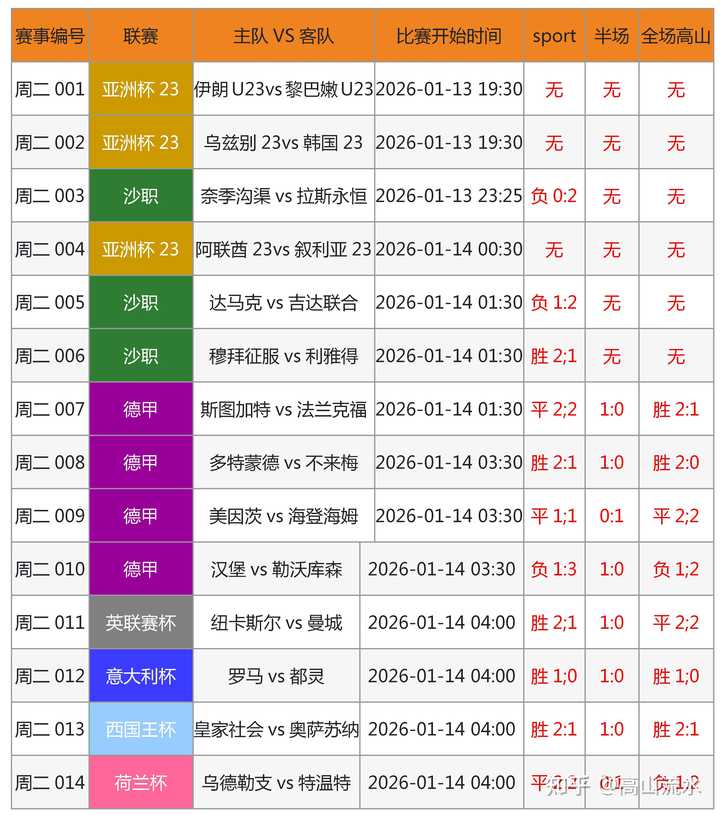 赛事编号 联赛 主队 VS 客队 比赛开始时间 sport 半场 全场高山
周二 001 亚洲杯 23 伊朗 U23vs 黎巴嫩 U23 2026-01-13 19:30 无 无 无
周二 002 亚洲杯 23 乌兹别 23vs 韩国 23 2026-01-13 19:30 无 无 无
周二 003 沙职 奈季沟渠 vs 拉斯永恒 2026-01-13 23:25 负 0:2 无 无
周二 004 亚洲杯 23 阿联酋 23vs 叙利亚 23 2026-01-14 00:30 无 无 无
周二 005 沙职 达马克 vs 吉达联合 2026-01-14 01:30 负 1:2 无 无
周二 006 沙职 穆拜征服 vs 利雅得 2026-01-14 01:30 胜 2;1 无 无
周二 007 德甲 斯图加特 vs 法兰克福 2026-01-14 01:30 平 2;2 1:0 胜 2:1
周二 008 德甲 多特蒙德 vs 不来梅 2026-01-14 03:30 胜 2:1 1:0 胜 2:0
周二 009 德甲 美因茨 vs 海登海姆 2026-01-14 03:30 平 1;1 0:1 平 2;2
周二 010 德甲 汉堡 vs 勒沃库森 2026-01-14 03:30 负 1:3 1:0 负 1;2
周二 011 英联赛杯 纽卡斯尔 vs 曼城 2026-01-14 04:00 胜 2;1 1:0 平 2;2
周二 012 意大利杯 罗马 vs 都灵 2026-01-14 04:00 胜 1;0 1:0 胜 1;0
周二 013 西国王杯 皇家社会 vs 奥萨苏纳 2026-01-14 04:00 胜 2:1 1:0 胜 2:1
周二 014 荷兰杯 乌德勒支 vs 特温特 2026-01-14 04:00 平 0:1 负
知乎 @高山流水